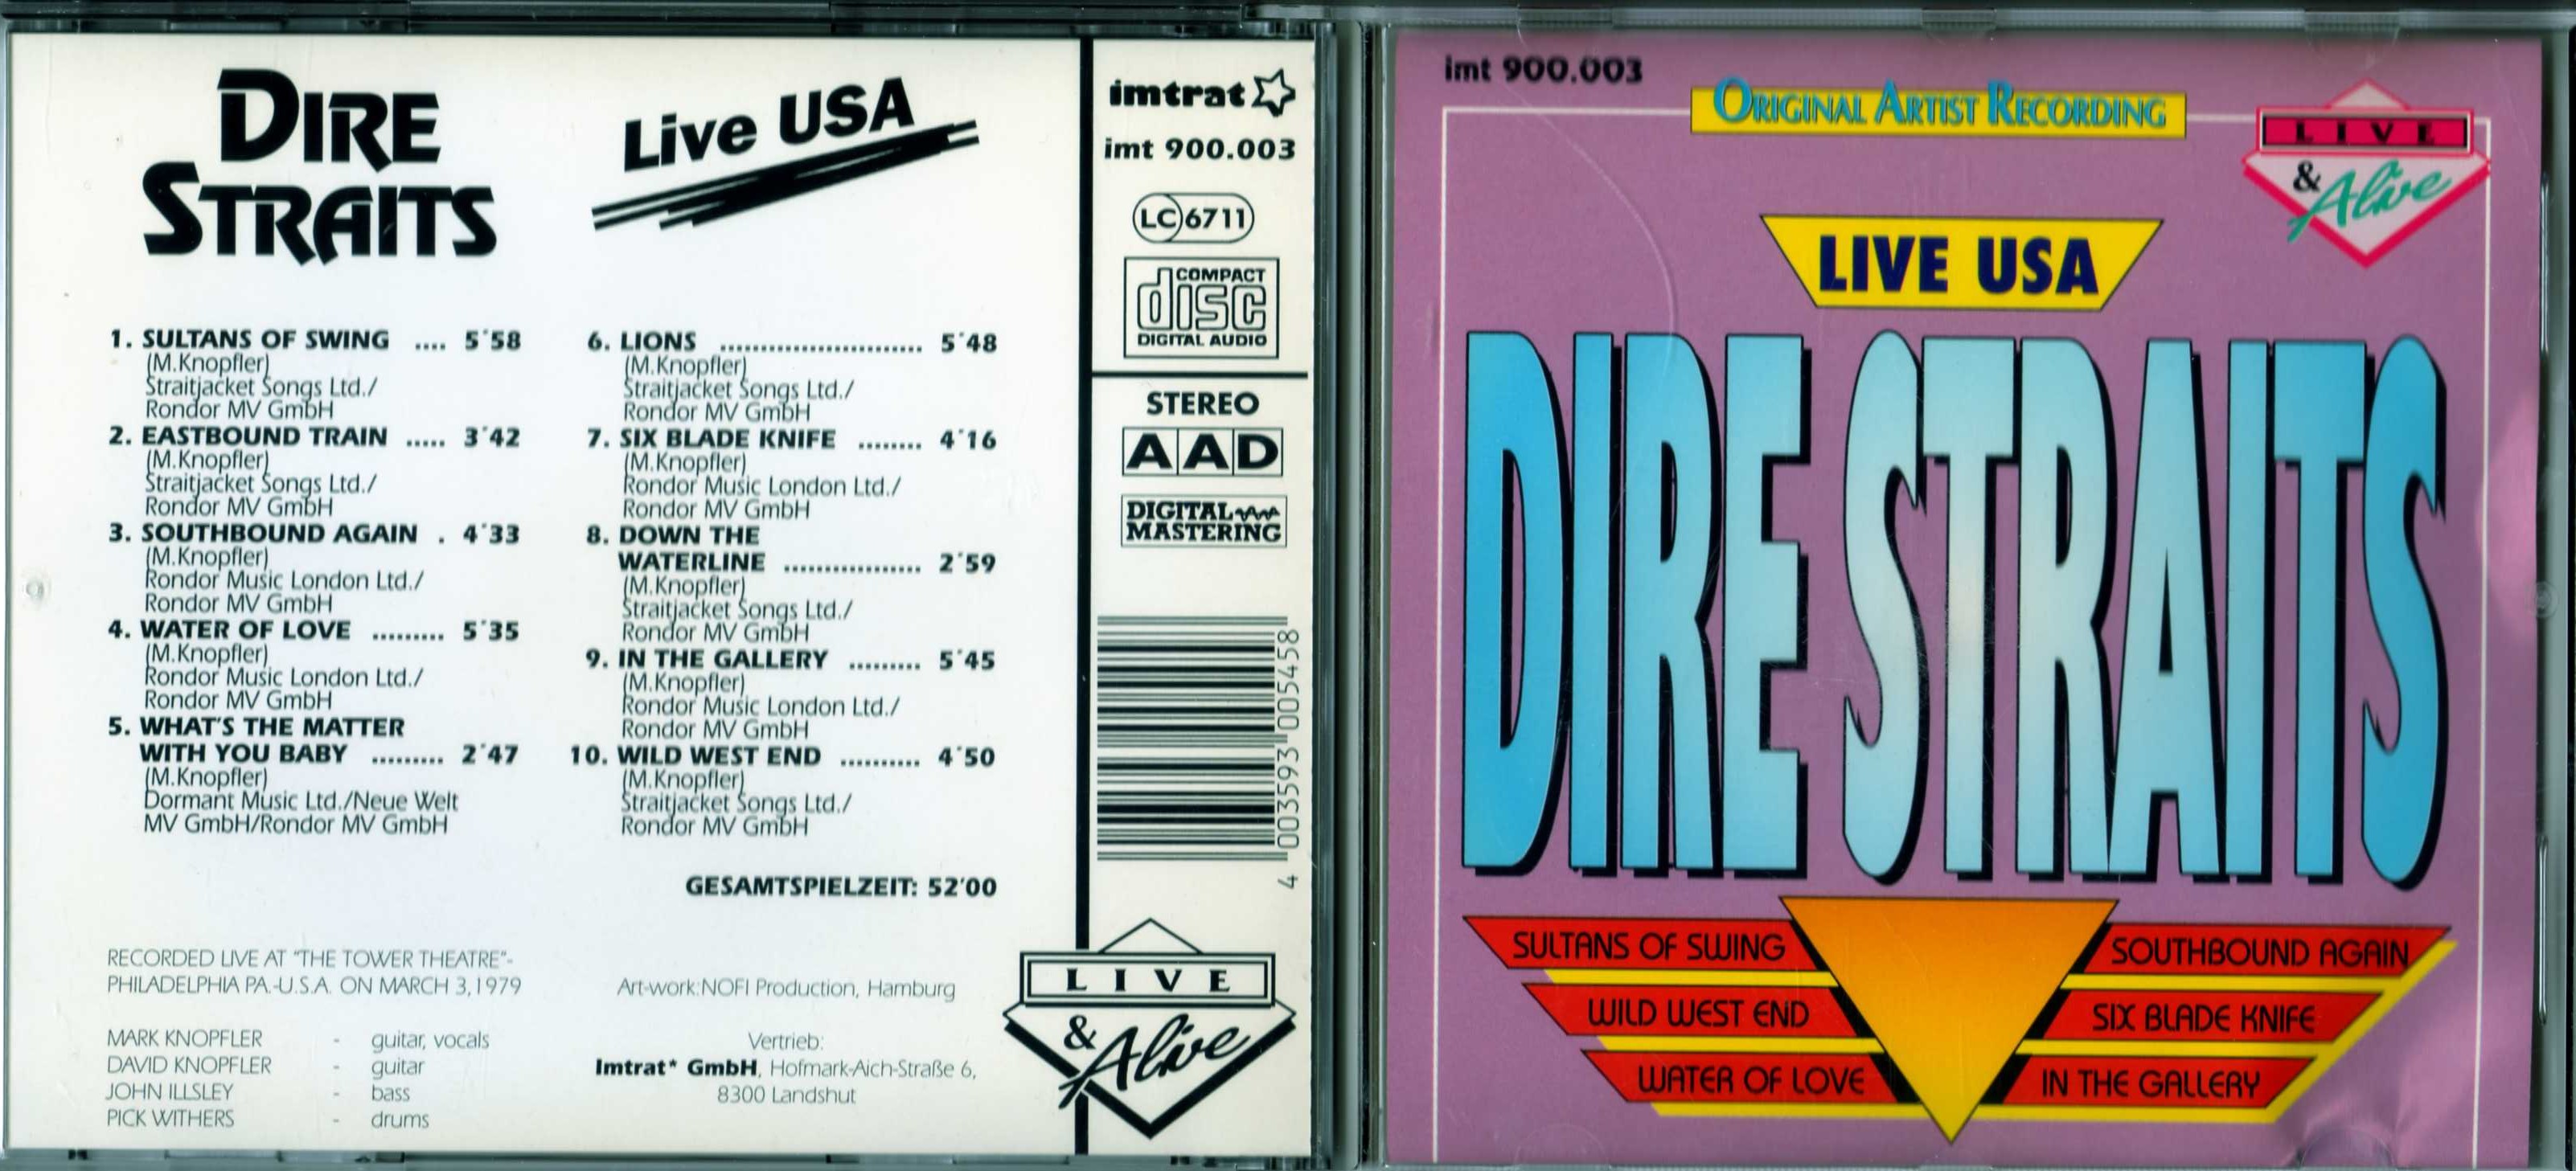 DIRE
STRAITS
Live USA
1. SULTANS OF SWING .... 5´58
(M.Knopfler)
Straitjacket Songs Ltd./
Rondor MV GmbH
2. EASTBOUND TRAIN ..... 3´42
(M.Knopfler)
Straitjacket Songs Ltd./
Rondor MV GmbH
3. SOUTHBOUND AGAIN . 4´33
(M.Knopfler)
Rondor Music London Ltd./
Rondor MV GmbH
4. WATER OF LOVE ......... 5´35
(M.Knopfler)
Rondor Music London Ltd./
Rondor MV GmbH
5. WHAT'S THE MATTER
WITH YOU BABY ......... 2´47
(M.Knopfler)
Dormant Music Ltd./Neue Welt
MV GmbH/Rondor MV GmbH
6. LIONS ......................... 5´48
(M.Knopfler)
Straitjacket Songs Ltd./
Rondor MV GmbH
7. SIX BLADE KNIFE ........ 4´16
(M.Knopfler)
Rondor Music London Ltd./
Rondor MV GmbH
8. DOWN THE
WATERLINE ................. 2´59
(M.Knopfler)
Straitjacket Songs Ltd./
Rondor MV GmbH
9. IN THE GALLERY ......... 5´45
(M.Knopfler)
Rondor Music London Ltd./
Rondor MV GmbH
10. WILD WEST END .......... 4´50
(M.Knopfler)
Straitjacket Songs Ltd./
Rondor MV GmbH
GESAMTSPIELZEIT: 52'00
RECORDED LIVE AT "THE TOWER THEATRE"-
PHILADELPHIA PA.-U.S.A. ON MARCH 3,1979
MARK KNOPFLER - guitar, vocals
DAVID KNOPFLER - guitar
JOHN ILLSLEY - bass
PICK WITHERS - drums
Art-work:NOFI Production, Hamburg
Vertrieb:
Imtrat* GmbH, Hofmark-Aich-Straße 6,
8300 Landshut
imtrat
imt 900.003
LC 6711
COMPACT
disc
DIGITAL AUDIO
STEREO
AAD
DIGITAL
MASTERING
4 003593 005458
LIVE
& Alive
imt 900.003
ORIGINAL ARTIST RECORDING
LIVE
& Alive
LIVE USA
DIRE STRAITS
SULTANS OF SWING
WILD WEST END
WATER OF LOVE
SOUTHBOUND AGAIN
SIX BLADE KNIFE
IN THE GALLERY